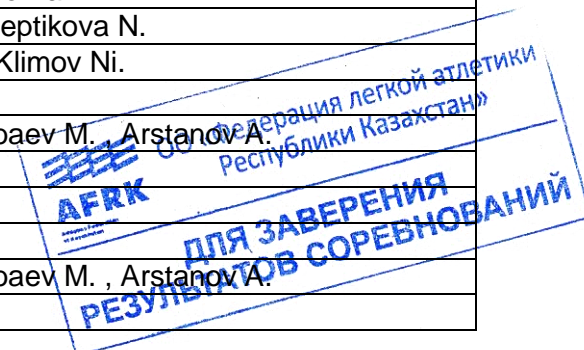 eptikova N.
Klimov Ni.
baev M. , Arstanov A.
baev M. , Arstanov A.
ОО «Федерация легкой атлетики
Республики Казахстан»
AFRK
ДЛЯ ЗАВЕРЕНИЯ
РЕЗУЛЬТАТОВ СОРЕВНОВАНИЙ